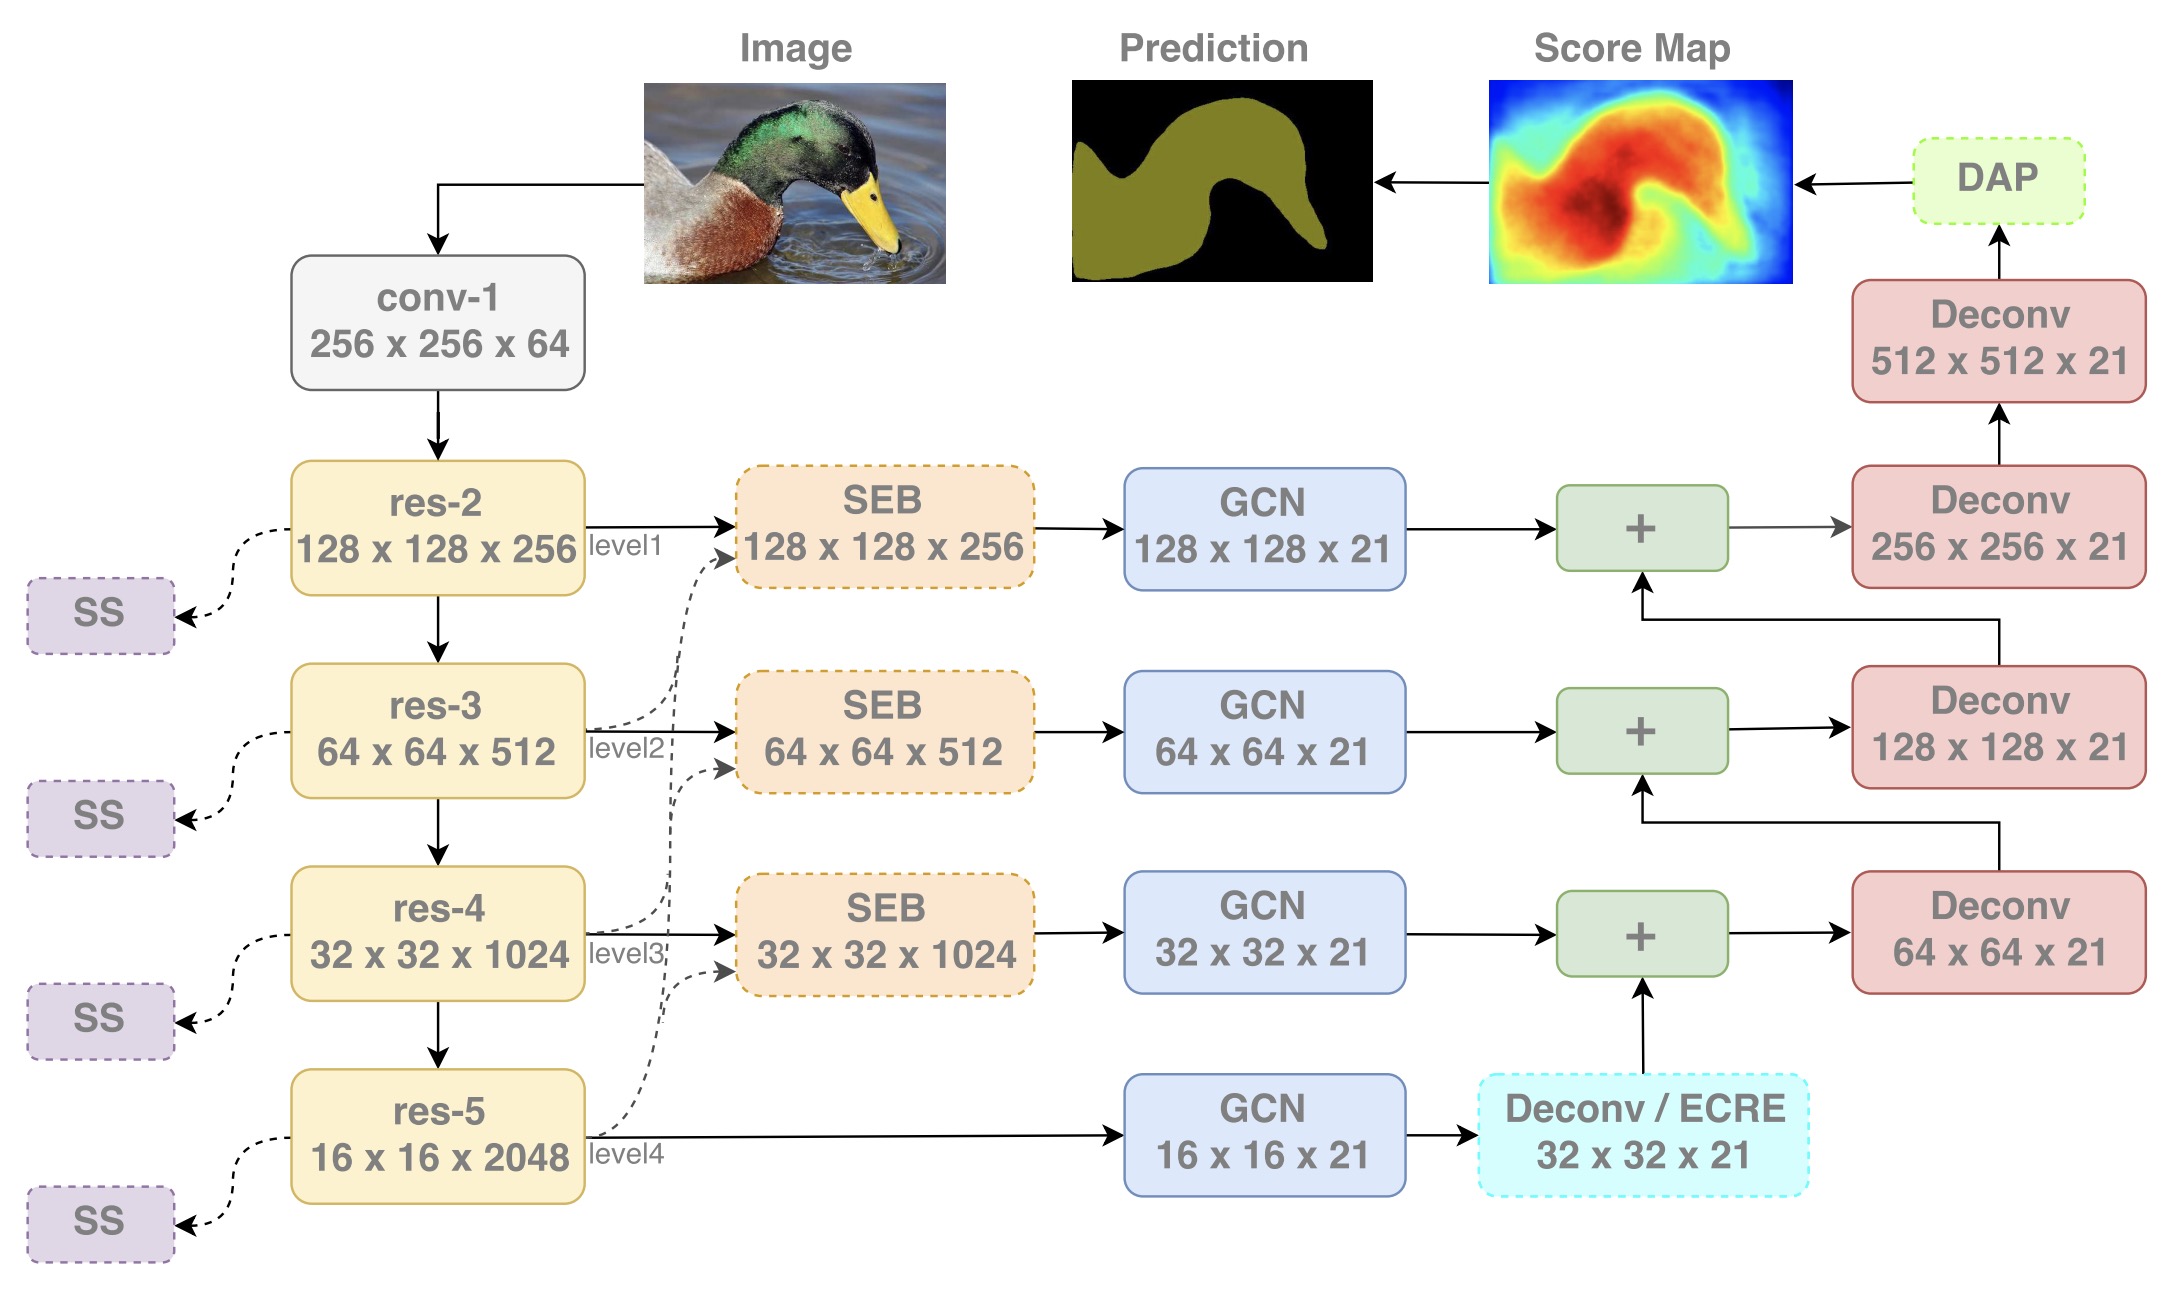 Image
Prediction
Score Map
DAP
conv-1
256 x 256 x 64
Deconv
512 x 512 x 21
res-2
128 x 128 x 256
level1
SEB
128 x 128 x 256
GCN
128 x 128 x 21
+
Deconv
256 x 256 x 21
SS
res-3
64 x 64 x 512
level2
SEB
64 x 64 x 512
GCN
64 x 64 x 21
+
Deconv
128 x 128 x 21
SS
res-4
32 x 32 x 1024
level3
SEB
32 x 32 x 1024
GCN
32 x 32 x 21
+
Deconv
64 x 64 x 21
SS
res-5
16 x 16 x 2048
level4
GCN
16 x 16 x 21
Deconv / ECRE
32 x 32 x 21
SS